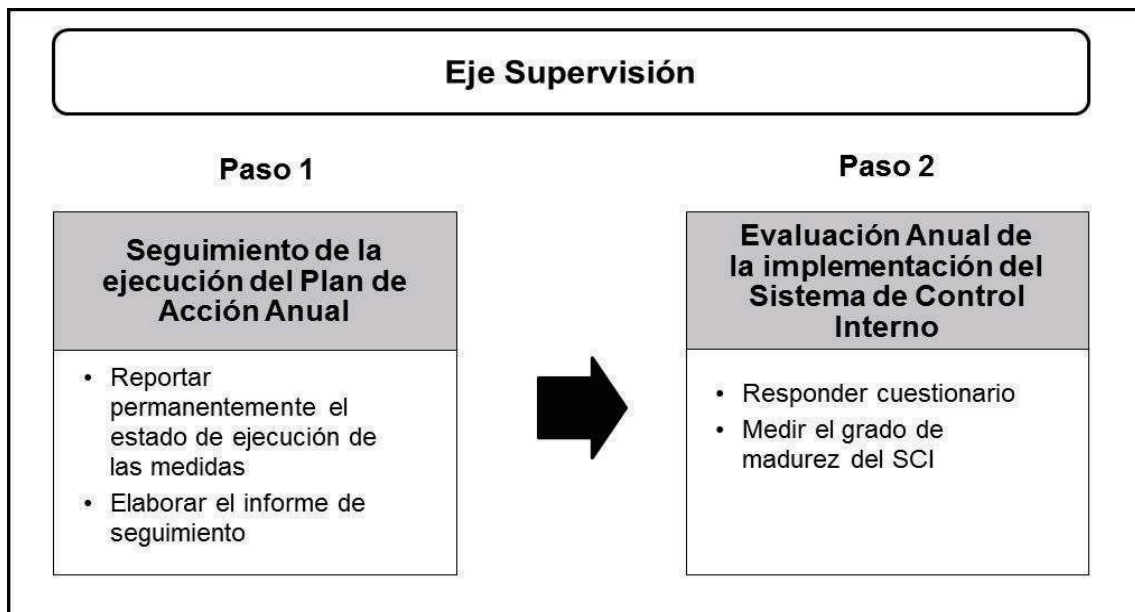 Eje Supervisión
Paso 1
Seguimiento de la
ejecución del Plan de
Acción Anual
• Reportar
permanentemente el
estado de ejecución de
las medidas
• Elaborar el informe de
seguimiento
Paso 2
Evaluación Anual de
la implementación del
Sistema de Control
Interno
• Responder cuestionario
• Medir el grado de
madurez del SCI